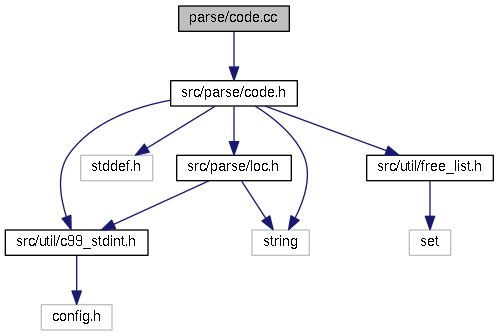 parse/code.cc
src/parse/code.h
stddef.h
src/parse/loc.h
src/util/free_list.h
src/util/c99_stdint.h
string
set
config.h